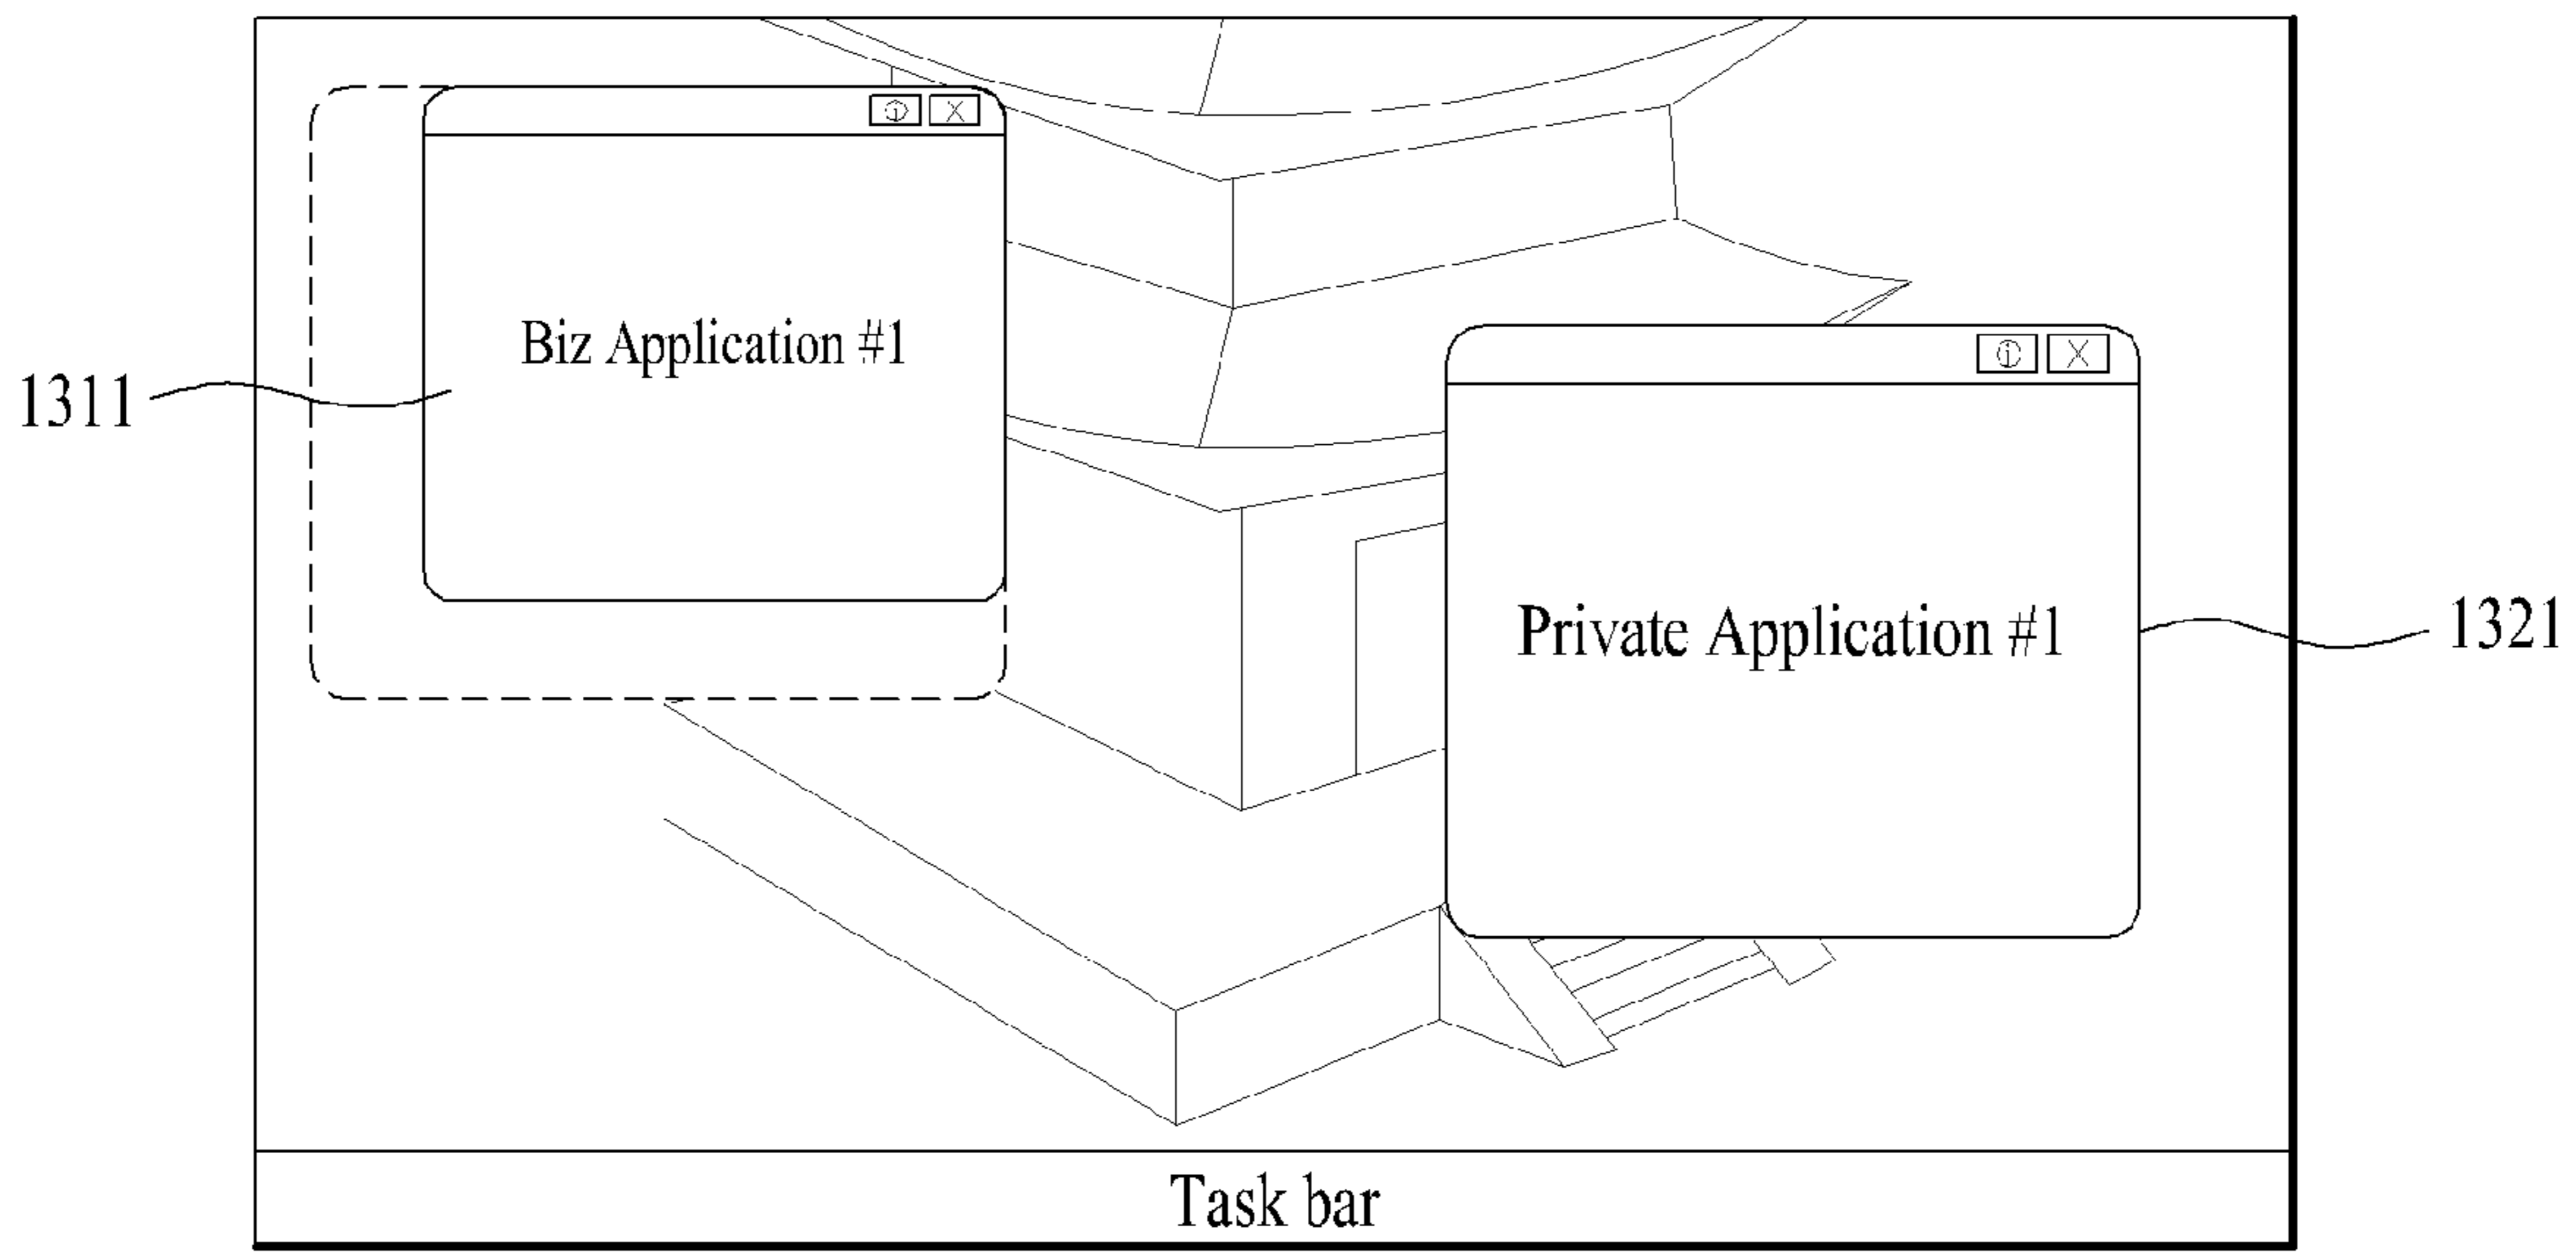 ⓘ X
Biz Application #1
1311
ⓘ X
Private Application #1
1321
Task bar